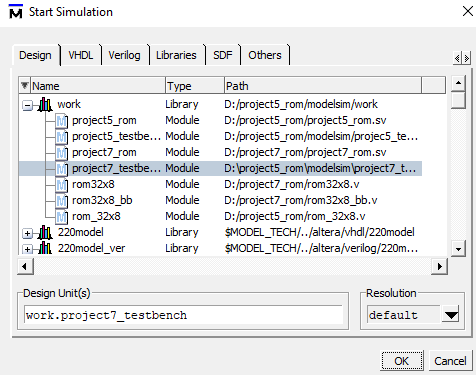 Start Simulation
Design VHDL Verilog Libraries SDF Others
Name Type Path
work Library D:/project5_rom/modelsim/work
project5_rom Module D:/project5_rom/project5_rom.sv
project5_testbe... Module D:/project5_rom/modelsim/projec5_te...
project7_rom Module D:/project5_rom/project7_rom.sv
project7_testbe... Module D:\project5_rom\modelsim\project7_t...
rom32x8 Module D:/project5_rom/rom32x8.v
rom32x8_bb Module D:/project7_rom/rom32x8_bb.v
rom_32x8 Module D:/project5_rom/rom_32x8.v
220model Library $MODEL_TECH/../altera/vhdl/220model
220model_ver Library $MODEL_TECH/../altera/verilog/220m...
Design Unit(s) Resolution
work.project7_testbench default
OK Cancel